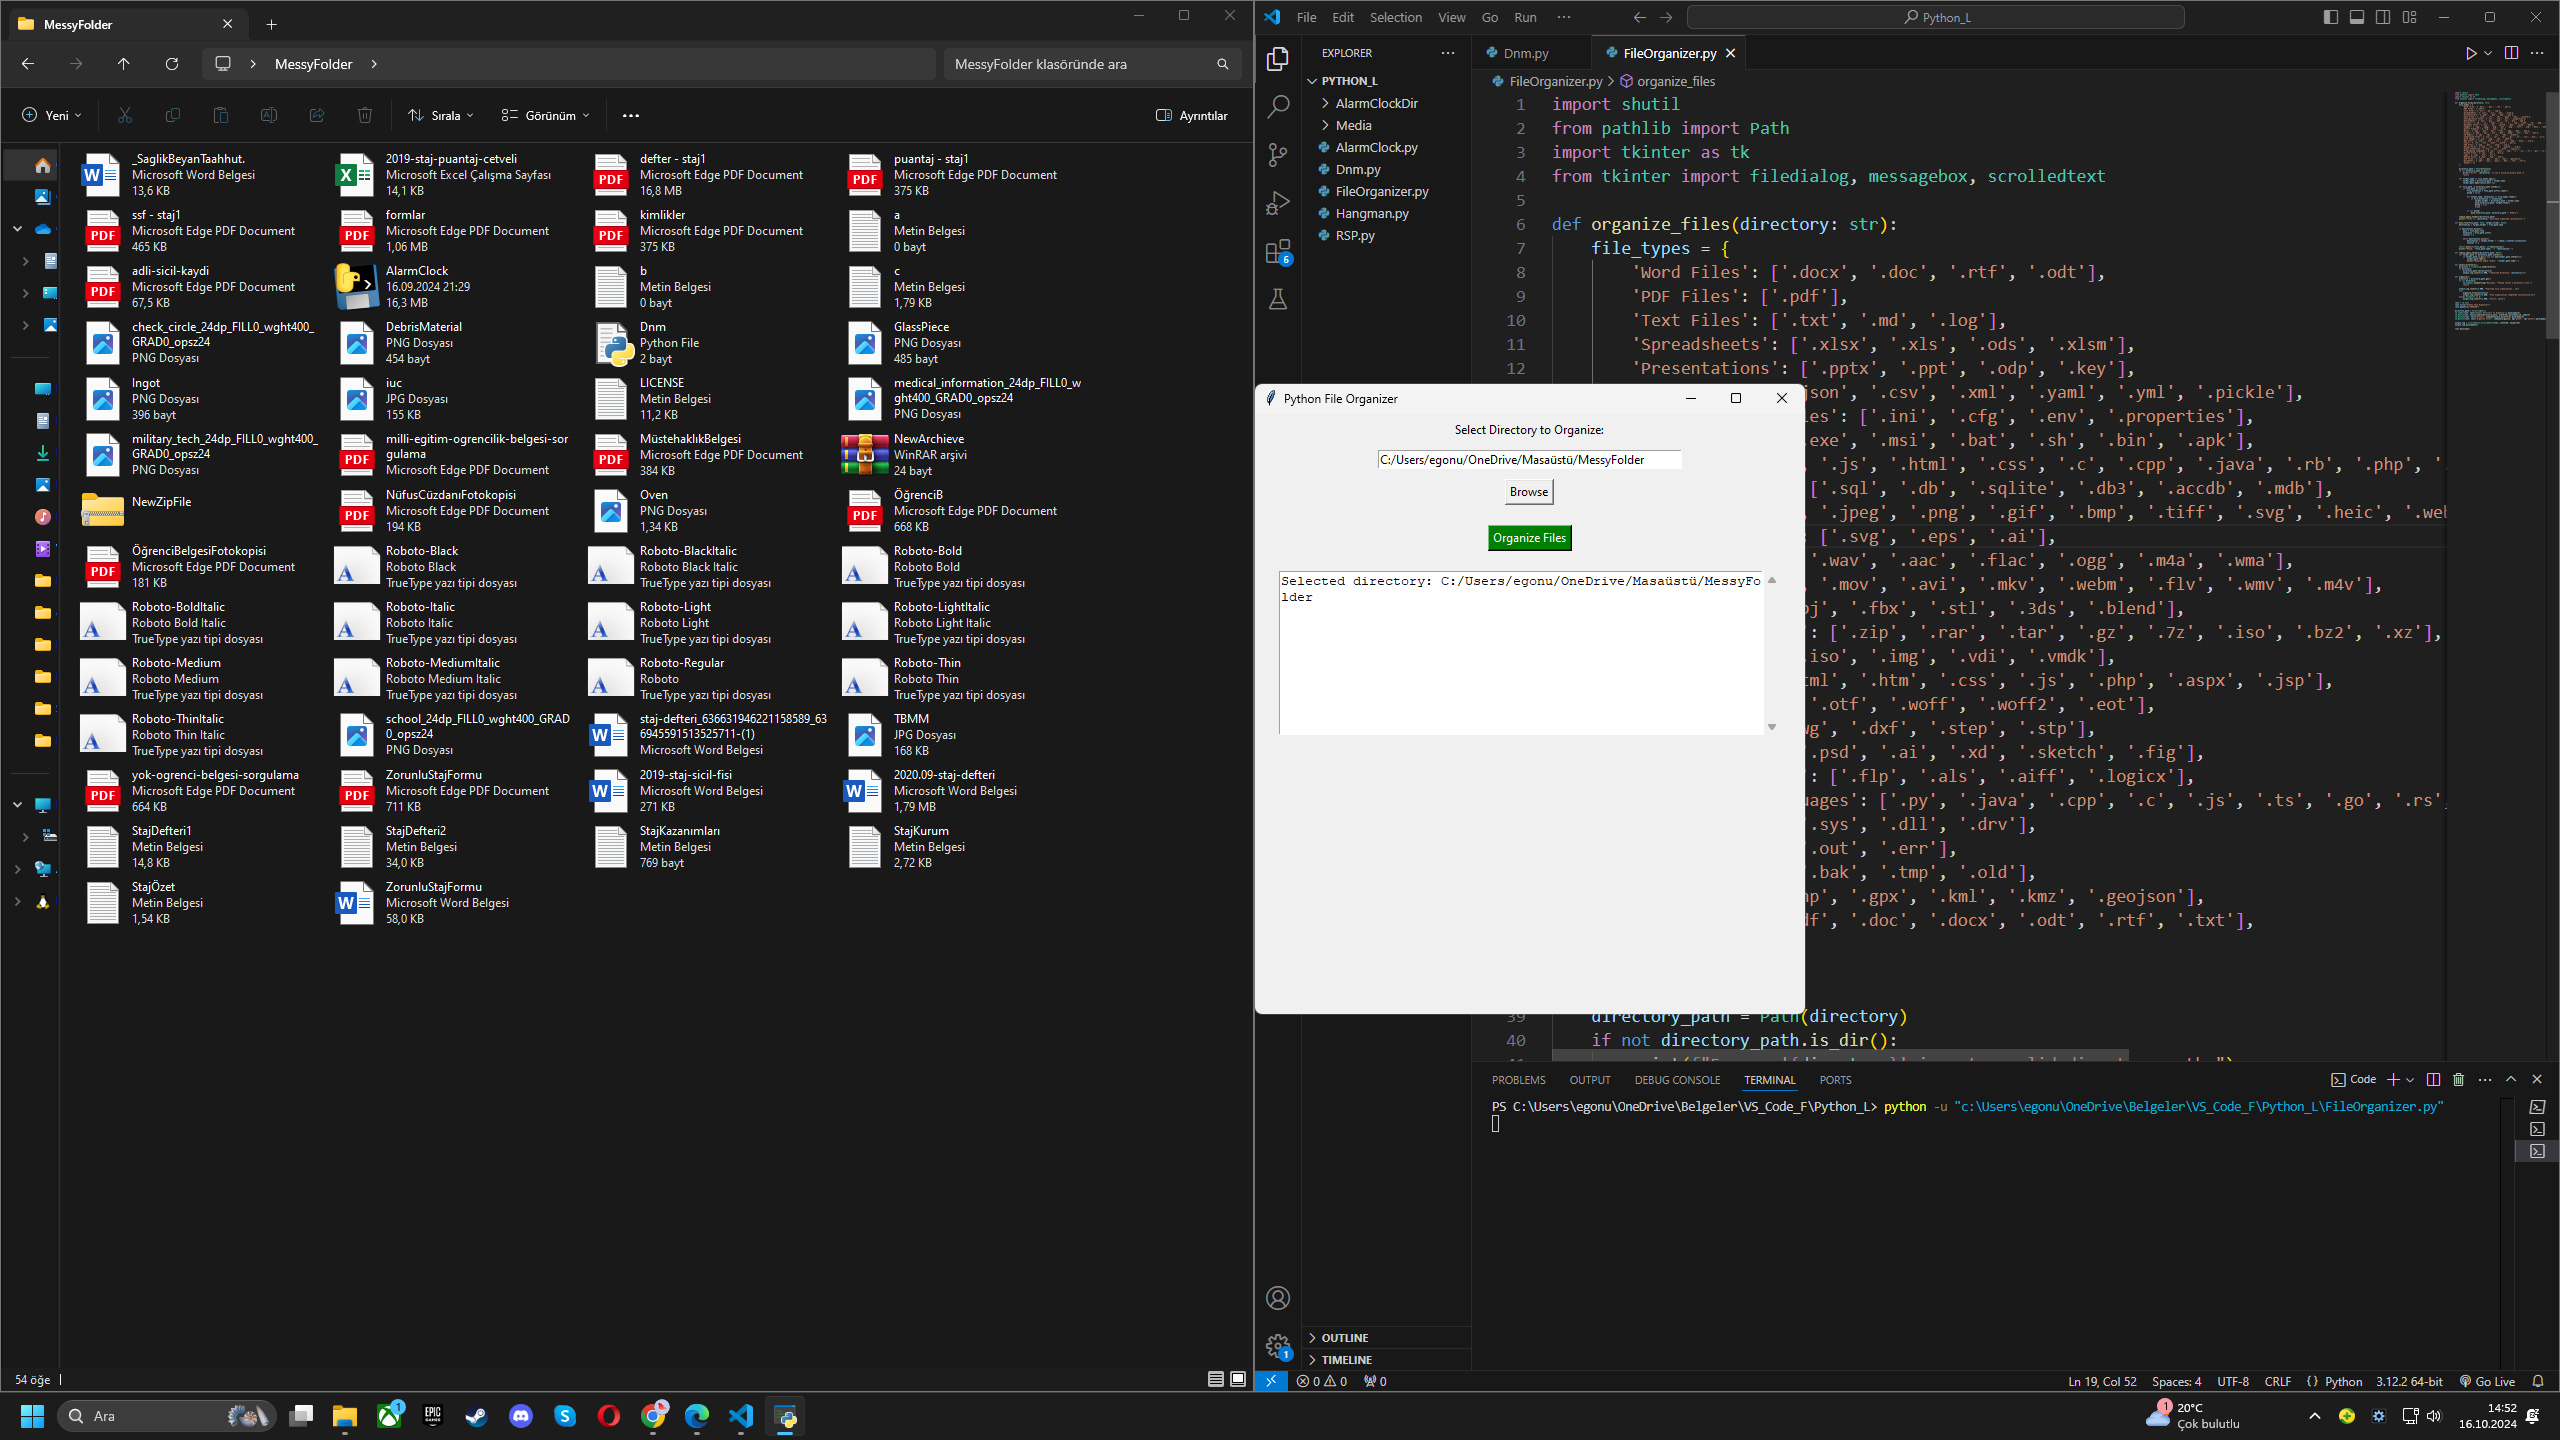 MessyFolder
MessyFolder
MessyFolder klasöründe ara
Yeni
Sırala
Görünüm
Ayrıntılar
_SaglikBeyanTaahhut.
Microsoft Word Belgesi
13,6 KB
2019-staj-puantaj-cetveli
Microsoft Excel Çalışma Sayfası
14,1 KB
defter - staj1
Microsoft Edge PDF Document
16,8 MB
puantaj - staj1
Microsoft Edge PDF Document
375 KB
ssf - staj1
Microsoft Edge PDF Document
465 KB
formlar
Microsoft Edge PDF Document
1,06 MB
kimlikler
Microsoft Edge PDF Document
375 KB
a
Metin Belgesi
0 bayt
adli-sicil-kaydi
Microsoft Edge PDF Document
67,5 KB
AlarmClock
16.09.2024 21:29
16,3 MB
b
Metin Belgesi
0 bayt
c
Metin Belgesi
1,79 KB
check_circle_24dp_FILL0_wght400_
GRAD0_opsz24
PNG Dosyası
DebrisMaterial
PNG Dosyası
454 bayt
Dnm
Python File
2 bayt
GlassPiece
PNG Dosyası
485 bayt
Ingot
PNG Dosyası
396 bayt
iuc
JPG Dosyası
155 KB
LICENSE
Metin Belgesi
11,2 KB
medical_information_24dp_FILL0_w
ght400_GRAD0_opsz24
PNG Dosyası
military_tech_24dp_FILL0_wght400_
GRAD0_opsz24
PNG Dosyası
milli-egitim-ogrencilik-belgesi-sor
gulama
Microsoft Edge PDF Document
MüstehaklıkBelgesi
Microsoft Edge PDF Document
384 KB
NewArchieve
WinRAR arşivi
24 bayt
NewZipFile
NüfusCüzdanıFotokopisi
Microsoft Edge PDF Document
194 KB
Oven
PNG Dosyası
1,34 KB
ÖğrenciB
Microsoft Edge PDF Document
668 KB
ÖğrenciBelgesiFotokopisi
Microsoft Edge PDF Document
181 KB
Roboto-Black
Roboto Black
TrueType yazı tipi dosyası
Roboto-BlackItalic
Roboto Black Italic
TrueType yazı tipi dosyası
Roboto-Bold
Roboto Bold
TrueType yazı tipi dosyası
Roboto-BoldItalic
Roboto Bold Italic
TrueType yazı tipi dosyası
Roboto-Italic
Roboto Italic
TrueType yazı tipi dosyası
Roboto-Light
Roboto Light
TrueType yazı tipi dosyası
Roboto-LightItalic
Roboto Light Italic
TrueType yazı tipi dosyası
Roboto-Medium
Roboto Medium
TrueType yazı tipi dosyası
Roboto-MediumItalic
Roboto Medium Italic
TrueType yazı tipi dosyası
Roboto-Regular
Roboto
TrueType yazı tipi dosyası
Roboto-Thin
Roboto Thin
TrueType yazı tipi dosyası
Roboto-ThinItalic
Roboto Thin Italic
TrueType yazı tipi dosyası
school_24dp_FILL0_wght400_GRAD
0_opsz24
PNG Dosyası
staj-defteri_636631946221158589_63
6945591513525711-(1)
Microsoft Word Belgesi
TBMM
JPG Dosyası
168 KB
yok-ogrenci-belgesi-sorgulama
Microsoft Edge PDF Document
664 KB
ZorunluStajFormu
Microsoft Edge PDF Document
711 KB
2019-staj-sicil-fisi
Microsoft Word Belgesi
271 KB
2020.09-staj-defteri
Microsoft Word Belgesi
1,79 MB
StajDefteri1
Metin Belgesi
14,8 KB
StajDefteri2
Metin Belgesi
34,0 KB
StajKazanımları
Metin Belgesi
769 bayt
StajKurum
Metin Belgesi
2,72 KB
StajÖzet
Metin Belgesi
1,54 KB
ZorunluStajFormu
Microsoft Word Belgesi
58,0 KB
54 öğe
File Edit Selection View Go Run
Python_L
EXPLORER
PYTHON_L
AlarmClockDir
Media
AlarmClock.py
Dnm.py
FileOrganizer.py
Hangman.py
RSP.py
OUTLINE
TIMELINE
Dnm.py
FileOrganizer.py
FileOrganizer.py > organize_files
1 import shutil
2 from pathlib import Path
3 import tkinter as tk
4 from tkinter import filedialog, messagebox, scrolledtext
5
6 def organize_files(directory: str):
7 file_types = {
8 'Word Files': ['.docx', '.doc', '.rtf', '.odt'],
9 'PDF Files': ['.pdf'],
10 'Text Files': ['.txt', '.md', '.log'],
11 'Spreadsheets': ['.xlsx', '.xls', '.ods', '.xlsm'],
12 'Presentations': ['.pptx', '.ppt', '.odp', '.key'],
json', '.csv', '.xml', '.yaml', '.yml', '.pickle'],
les': ['.ini', '.cfg', '.env', '.properties'],
.exe', '.msi', '.bat', '.sh', '.bin', '.apk'],
, '.js', '.html', '.css', '.c', '.cpp', '.java', '.rb', '.php', '.
['.sql', '.db', '.sqlite', '.db3', '.accdb', '.mdb'],
, '.jpeg', '.png', '.gif', '.bmp', '.tiff', '.svg', '.heic', '.web
: ['.svg', '.eps', '.ai'],
'.wav', '.aac', '.flac', '.ogg', '.m4a', '.wma'],
, '.mov', '.avi', '.mkv', '.webm', '.flv', '.wmv', '.m4v'],
bj', '.fbx', '.stl', '.3ds', '.blend'],
': ['.zip', '.rar', '.tar', '.gz', '.7z', '.iso', '.bz2', '.xz'],
.iso', '.img', '.vdi', '.vmdk'],
tml', '.htm', '.css', '.js', '.php', '.aspx', '.jsp'],
'.otf', '.woff', '.woff2', '.eot'],
wg', '.dxf', '.step', '.stp'],
.psd', '.ai', '.xd', '.sketch', '.fig'],
': ['.flp', '.als', '.aiff', '.logicx'],
uages': ['.py', '.java', '.cpp', '.c', '.js', '.ts', '.go', '.rs',
.sys', '.dll', '.drv'],
.out', '.err'],
.bak', '.tmp', '.old'],
hp', '.gpx', '.kml', '.kmz', '.geojson'],
df', '.doc', '.docx', '.odt', '.rtf', '.txt'],
39 directory_path = Path(directory)
40 if not directory_path.is_dir():
Python File Organizer
Select Directory to Organize:
C:/Users/egonu/OneDrive/Masaüstü/MessyFolder
Browse
Organize Files
Selected directory: C:/Users/egonu/OneDrive/Masaüstü/MessyFo
lder
PROBLEMS OUTPUT DEBUG CONSOLE TERMINAL PORTS
Code
PS C:\Users\egonu\OneDrive\Belgeler\VS_Code_F\Python_L> python -u "c:\Users\egonu\OneDrive\Belgeler\VS_Code_F\Python_L\FileOrganizer.py"
0 0 0
Ln 19, Col 52 Spaces: 4 UTF-8 CRLF Python 3.12.2 64-bit Go Live
Ara
20°C
Çok bulutlu
14:52
16.10.2024